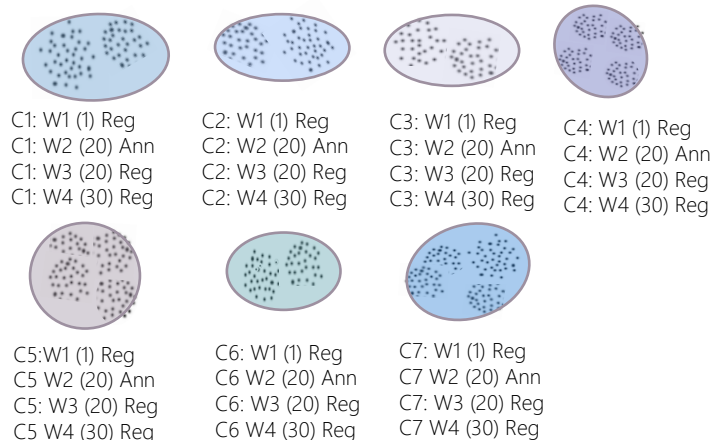 C1: W1 (1) Reg
C1: W2 (20) Ann
C1: W3 (20) Reg
C1: W4 (30) Reg
C2: W1 (1) Reg
C2: W2 (20) Ann
C2: W3 (20) Reg
C2: W4 (30) Reg
C3: W1 (1) Reg
C3: W2 (20) Ann
C3: W3 (20) Reg
C3: W4 (30) Reg
C4: W1 (1) Reg
C4: W2 (20) Ann
C4: W3 (20) Reg
C4: W4 (30) Reg
C5:W1 (1) Reg
C5 W2 (20) Ann
C5: W3 (20) Reg
C5 W4 (30) Reg
C6: W1 (1) Reg
C6 W2 (20) Ann
C6: W3 (20) Reg
C6 W4 (30) Reg
C7: W1 (1) Reg
C7 W2 (20) Ann
C7: W3 (20) Reg
C7 W4 (30) Reg